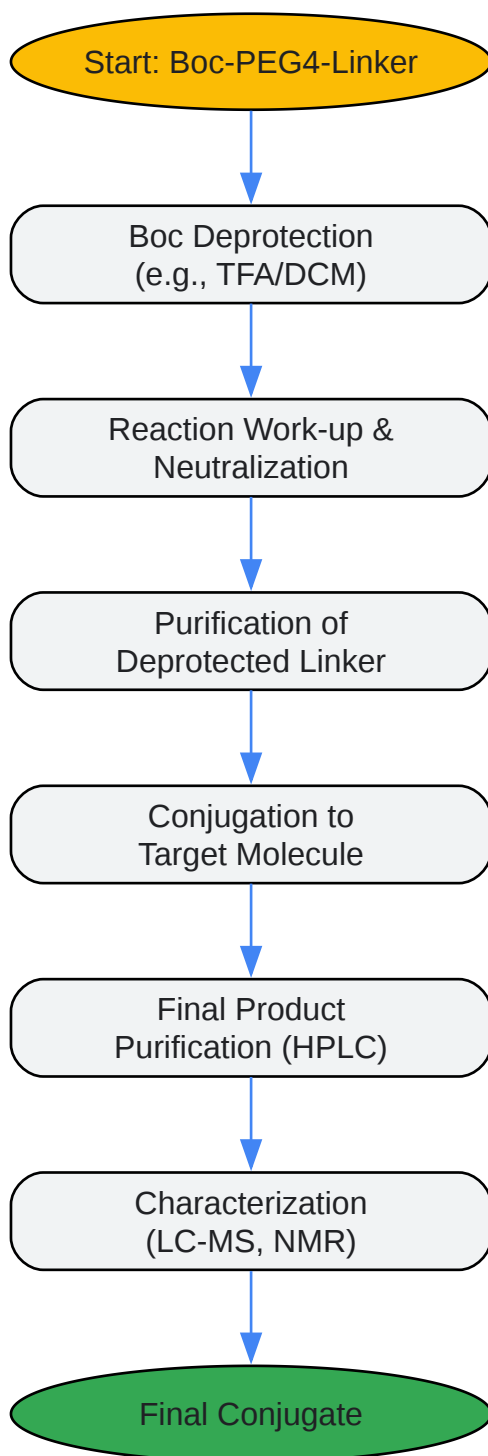 Start: Boc-PEG4-Linker
Boc Deprotection
(e.g., TFA/DCM)
Reaction Work-up &
Neutralization
Purification of
Deprotected Linker
Conjugation to
Target Molecule
Final Product
Purification (HPLC)
Characterization
(LC-MS, NMR)
Final Conjugate